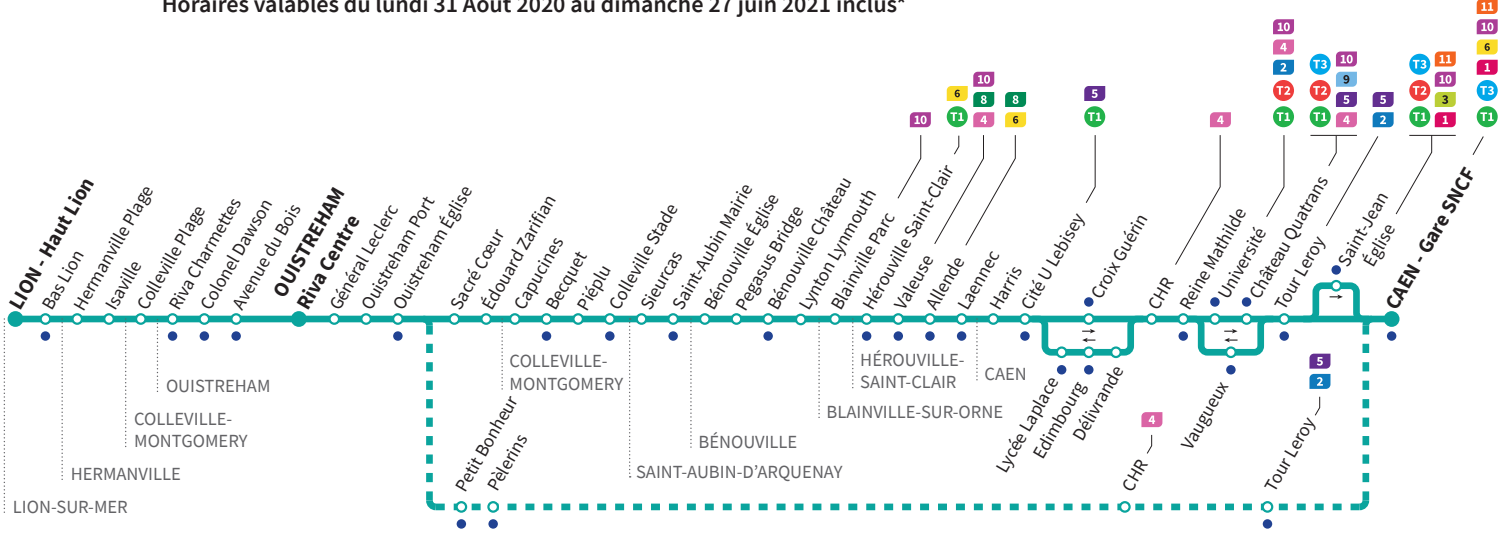 Horaires valables du lundi 31 Août 2020 au dimanche 27 juin 2021 inclus*
LION - Haut Lion
Bas Lion
Hermanville Plage
Isaville
Colleville Plage
Riva Charmettes
Colonel Dawson
Avenue du Bois
OUISTREHAM
Riva Centre
Général Leclerc
Ouistreham Port
Ouistreham Église
Sacré Cœur
Édouard Zarifian
Capucines
Becquet
Piéplu
Colleville Stade
Sieurcas
Saint-Aubin Mairie
Bénouville Église
Pegasus Bridge
Bénouville Château
Lynton Lynmouth
Blainville Parc
10
Hérouville Saint-Clair
6
T1
Valeuse
10
8
4
Allende
8
6
Laennec
Harris
Cité U Lebisey
5
T1
Croix Guérin
CHR
4
Reine Mathilde
Université
10
4
2
T2
T1
Château Quatrans
T3
T2
T1
10
9
5
4
Tour Leroy
5
2
Saint-Jean
Église
T3
T2
T1
11
10
3
1
CAEN - Gare SNCF
11
10
6
1
T3
T1
→
←
→
←
→
Lycée Laplace
Edimbourg
Délivrande
Vaugueux
LION-SUR-MER
HERMANVILLE
COLLEVILLE-
MONTGOMERY
OUISTREHAM
COLLEVILLE-
MONTGOMERY
SAINT-AUBIN-D'ARQUENAY
BÉNOUVILLE
BLAINVILLE-SUR-ORNE
HÉROUVILLE-
SAINT-CLAIR
CAEN
Petit Bonheur
Pèlerins
CHR
4
Tour Leroy
5
2